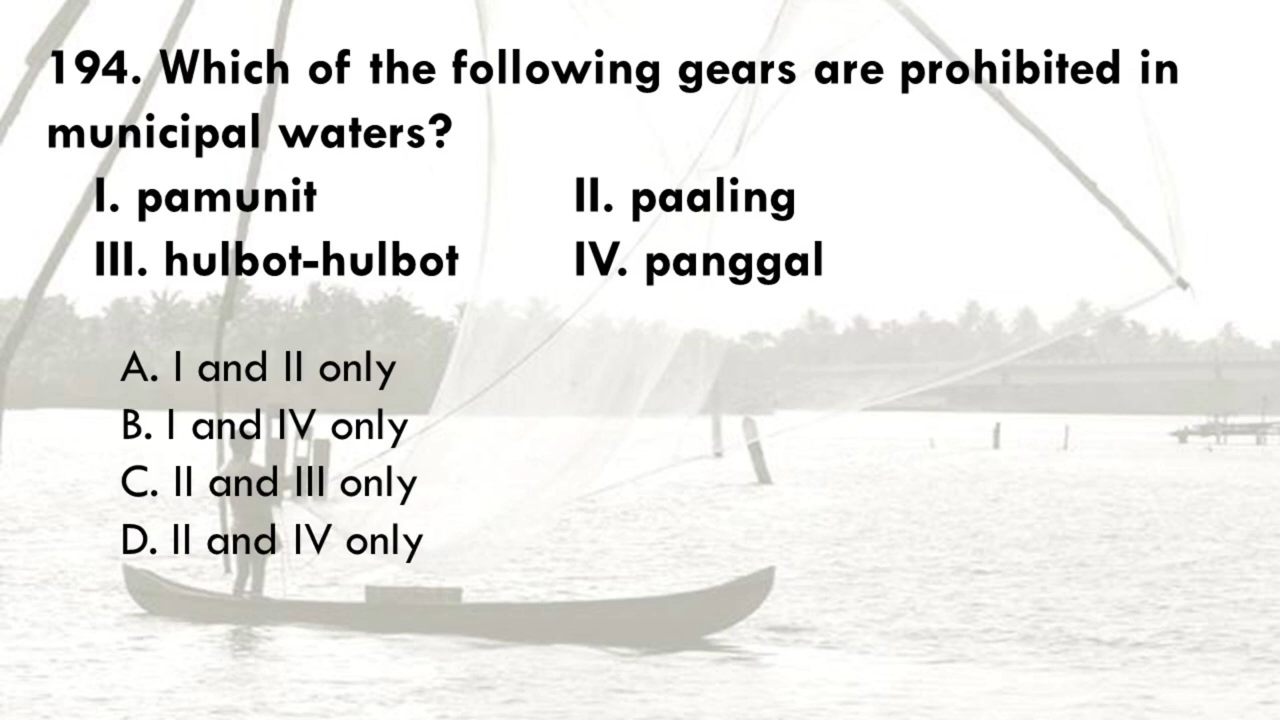 194. Which of the following gears are prohibited in
municipal waters?
I. pamunit II. paaling
III. hulbot-hulbot IV. panggal
A. I and II only
B. I and IV only
C. II and III only
D. II and IV only